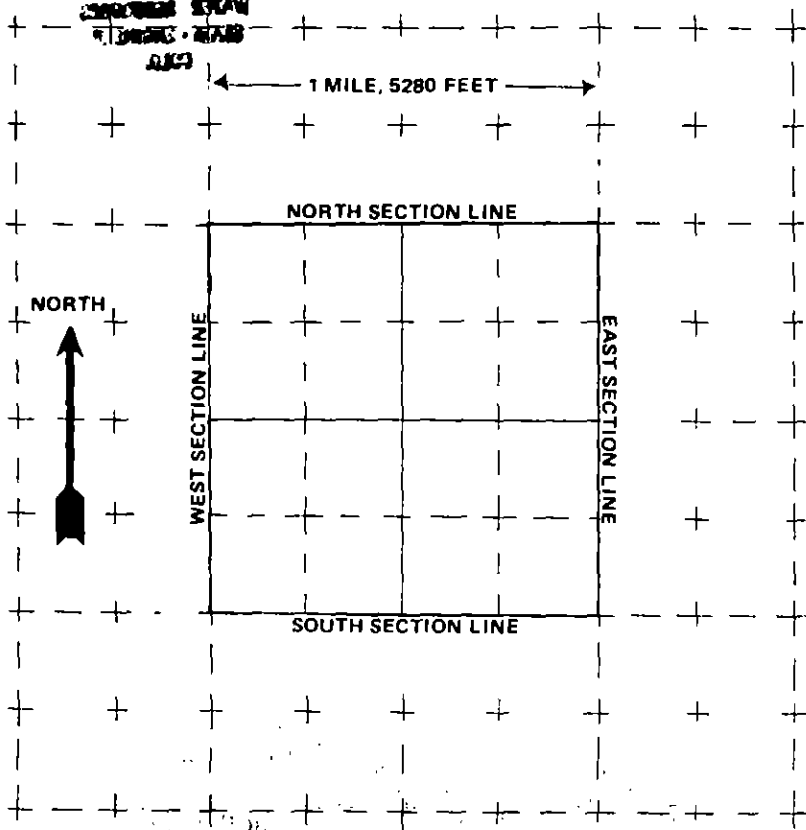 1 MILE, 5280 FEET
NORTH SECTION LINE
NORTH
WEST SECTION LINE
EAST SECTION LINE
SOUTH SECTION LINE